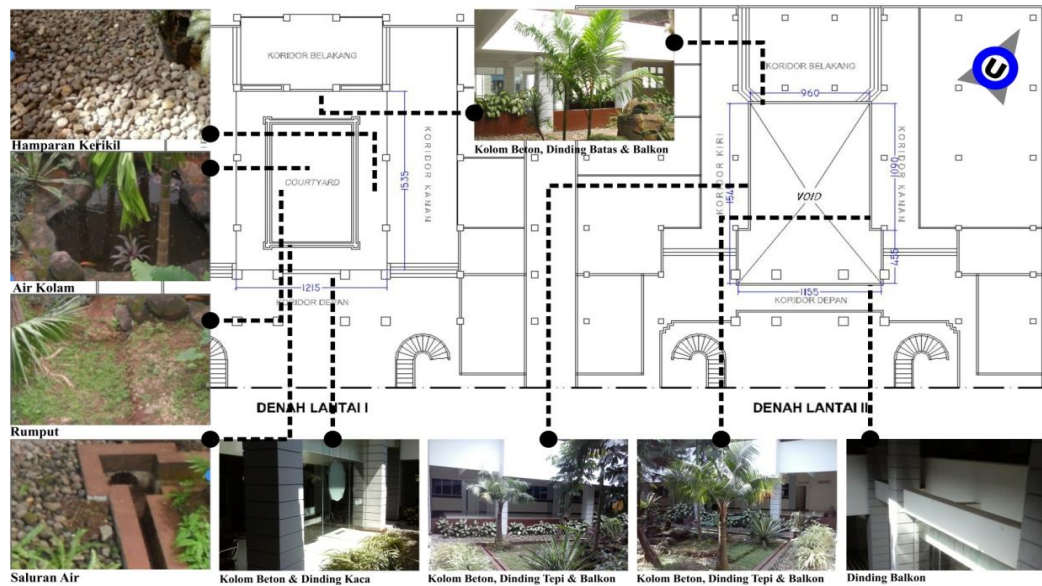 Hamparan Kerikil
Air Kolam
Rumput
Saluran Air
KORIDOR BELAKANG
COURTYARD
KORIDOR KANAN
1535
1215
KORIDOR DEPAN
DENAH LANTAI I
Kolom Beton, Dinding Batas & Balkon
U
KORIDOR BELAKANG
960
KORIDOR KIRI
154
VOID
1090
KORIDOR KANAN
455
1155
KORIDOR DEPAN
DENAH LANTAI II
Kolom Beton & Dinding Kaca
Kolom Beton, Dinding Tepi & Balkon
Kolom Beton, Dinding Tepi & Balkon
Dinding Balkon